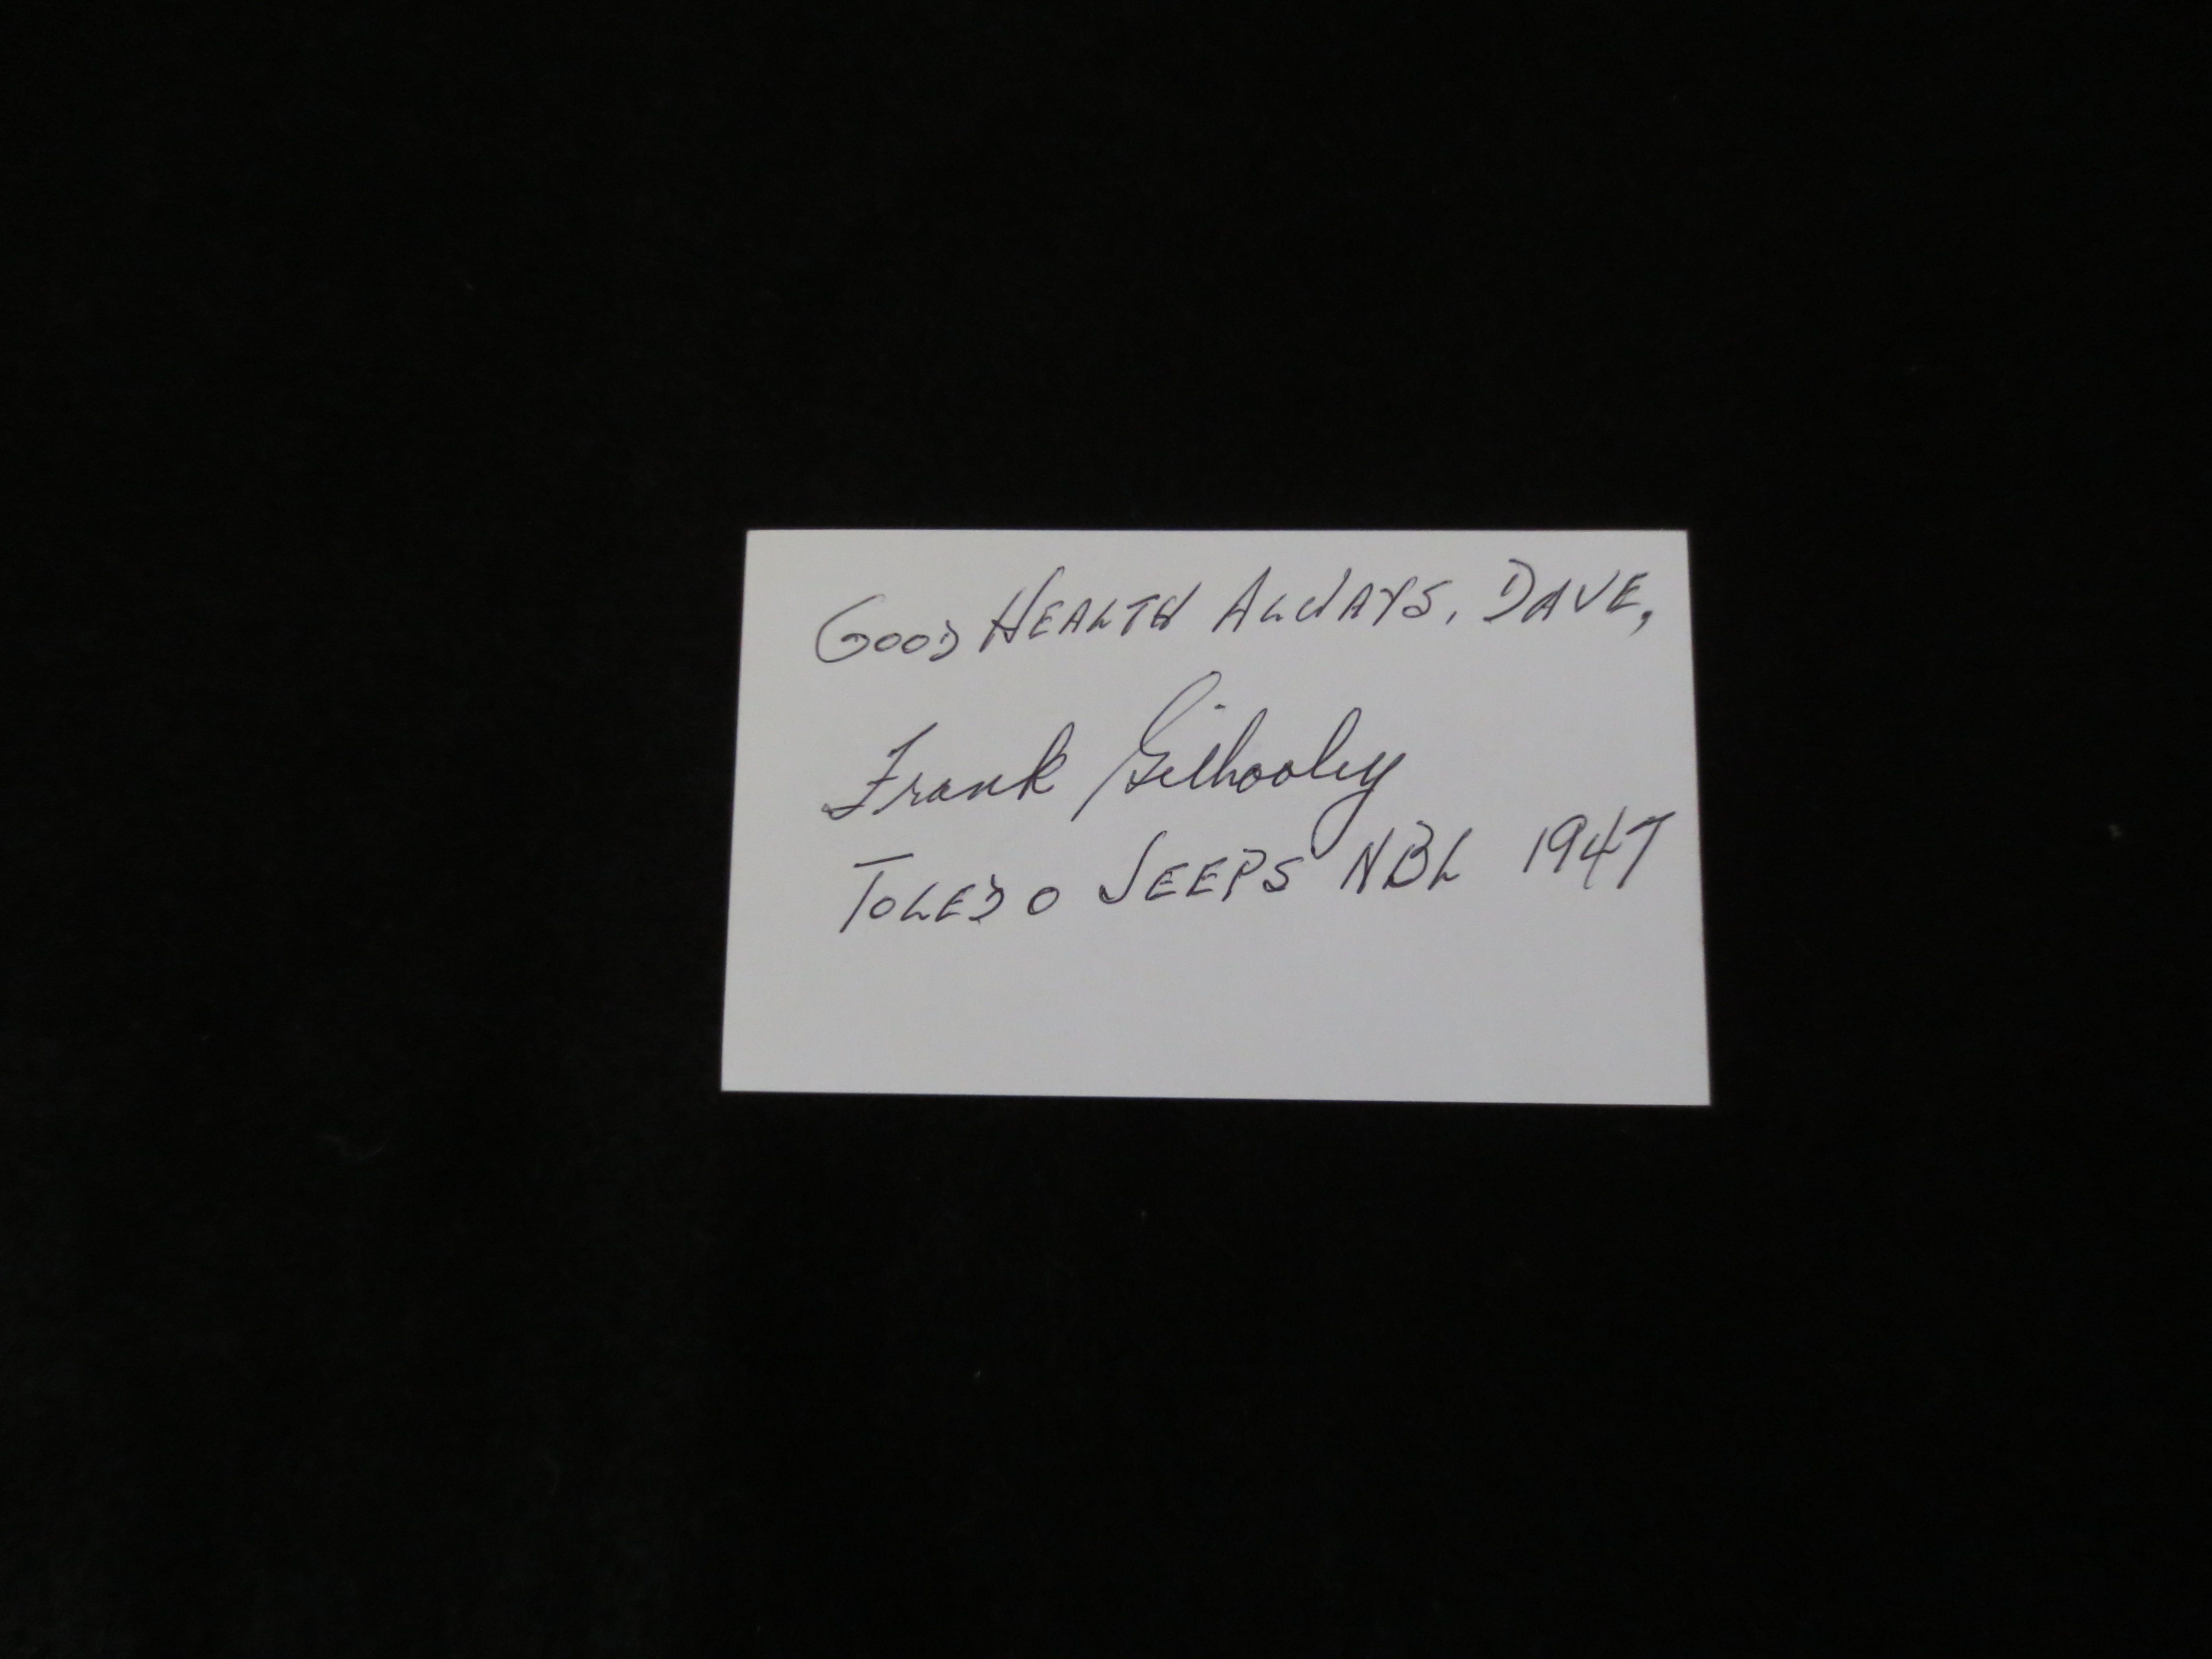 GOOD HEALTH ALWAYS, DAVE,
Frank Gilhooley
TOLEDO JEEPS NBL 1947